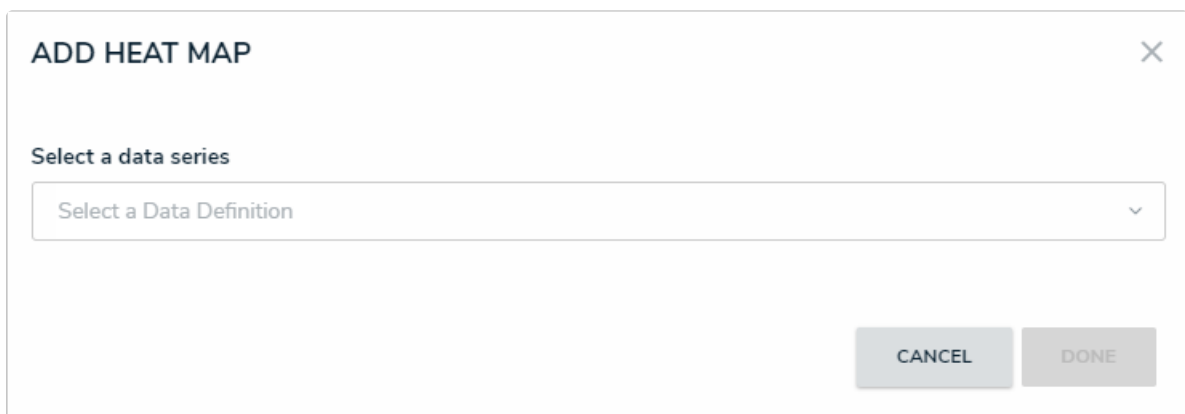 ADD HEAT MAP
Select a data series
Select a Data Definition
CANCEL DONE